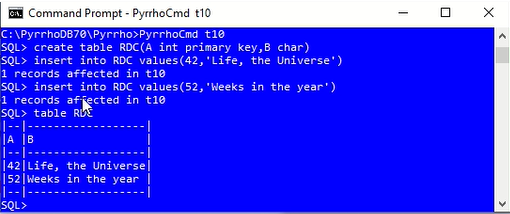 Command Prompt - PyrrhoCmd t10
C:\PyrrhoDB70\Pyrrho>PyrrhoCmd t10
SQL> create table RDC(A int primary key,B char)
SQL> insert into RDC values(42,'Life, the Universe')
1 records affected in t10
SQL> insert into RDC values(52,'Weeks in the year')
1 records affected in t10
SQL> table RDC
|--|------------------|
|A |B                 |
|--|------------------|
|42|Life, the Universe|
|52|Weeks in the year |
|--|------------------|
SQL>